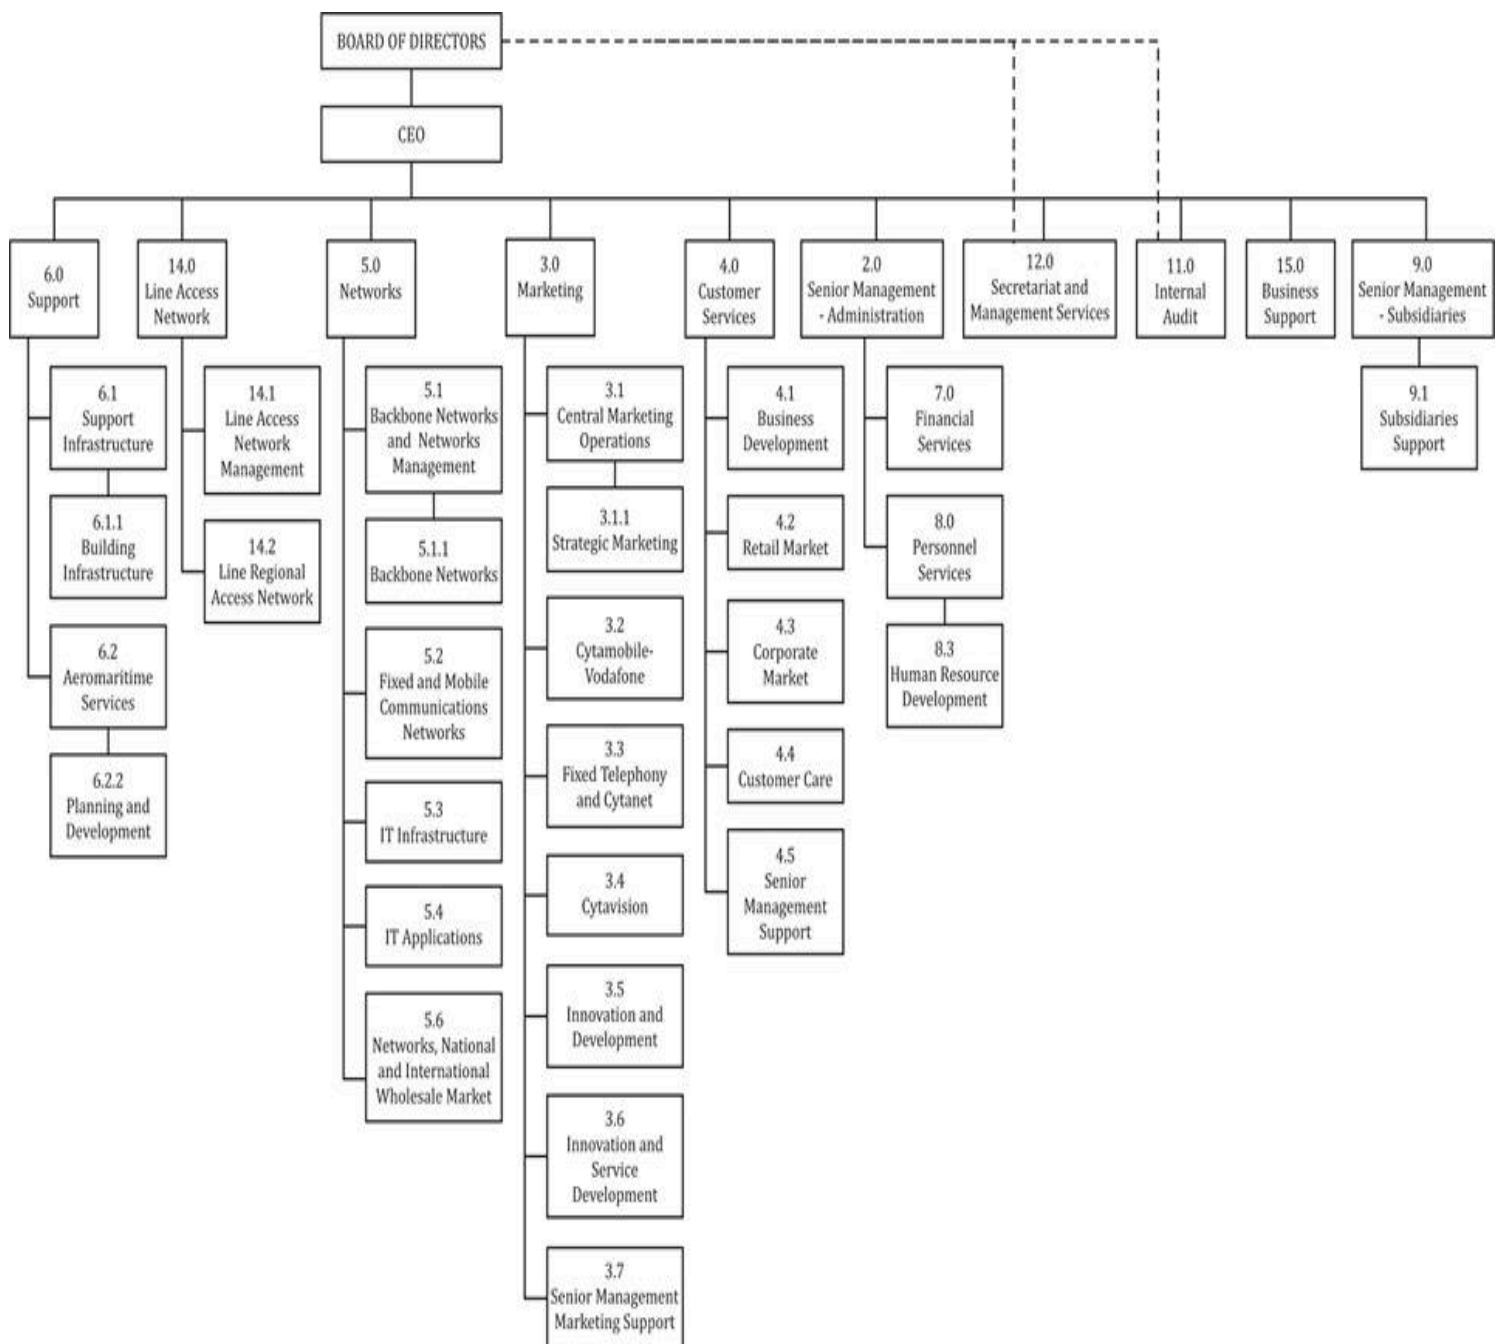 BOARD OF DIRECTORS
CEO
6.0
Support
14.0
Line Access
Network
5.0
Networks
3.0
Marketing
4.0
Customer
Services
2.0
Senior Management
- Administration
12.0
Secretariat and
Management Services
11.0
Internal
Audit
15.0
Business
Support
9.0
Senior Management
- Subsidiaries
6.1
Support
Infrastructure
6.1.1
Building
Infrastructure
6.2
Aeromaritime
Services
6.2.2
Planning and
Development
14.1
Line Access
Network
Management
14.2
Line Regional
Access Network
5.1
Backbone Networks
and Networks
Management
5.1.1
Backbone Networks
5.2
Fixed and Mobile
Communications
Networks
5.3
IT Infrastructure
5.4
IT Applications
5.6
Networks, National
and International
Wholesale Market
3.1
Central Marketing
Operations
3.1.1
Strategic Marketing
3.2
Cytamobile-
Vodafone
3.3
Fixed Telephony
and Cytanet
3.4
Cytavision
3.5
Innovation and
Development
3.6
Innovation and
Service
Development
3.7
Senior Management
Marketing Support
4.1
Business
Development
4.2
Retail Market
4.3
Corporate
Market
4.4
Customer Care
4.5
Senior
Management
Support
7.0
Financial
Services
8.0
Personnel
Services
8.3
Human Resource
Development
9.1
Subsidiaries
Support